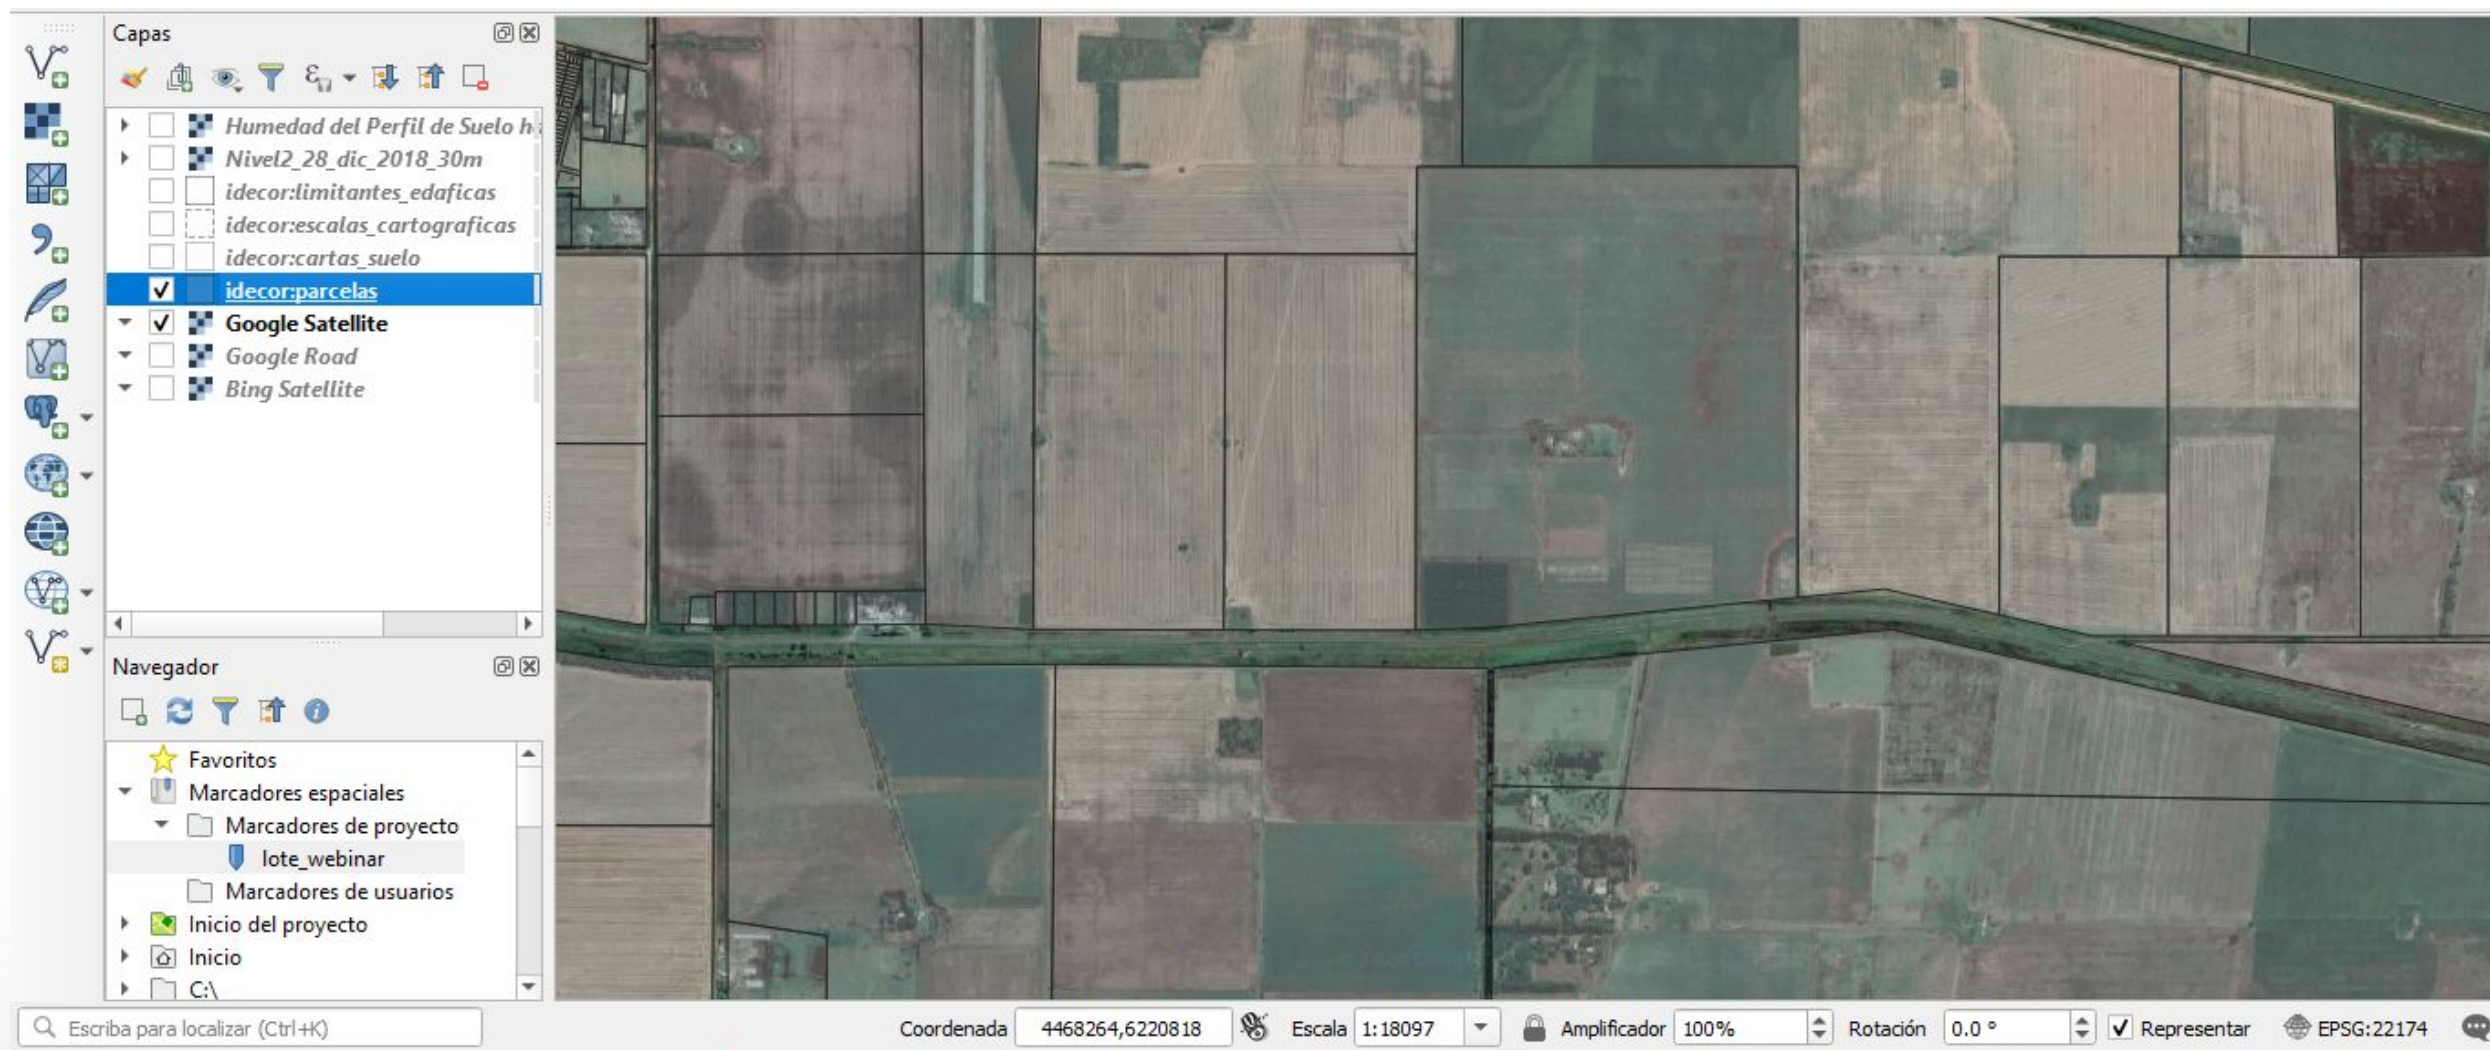 Capas
Humedad del Perfil de Suelo h
Nivel2_28_dic_2018_30m
idecor:limitantes_edaficas
idecor:escalas_cartograficas
idecor:cartas_suelo
idecor:parcelas
Google Satellite
Google Road
Bing Satellite
Navegador
Favoritos
Marcadores espaciales
Marcadores de proyecto
lote_webinar
Marcadores de usuarios
Inicio del proyecto
Inicio
C:\
Escriba para localizar (Ctrl+K)
Coordenada 4468264,6220818 Escala 1:18097 Amplificador 100% Rotación 0.0 ° Representar EPSG:22174